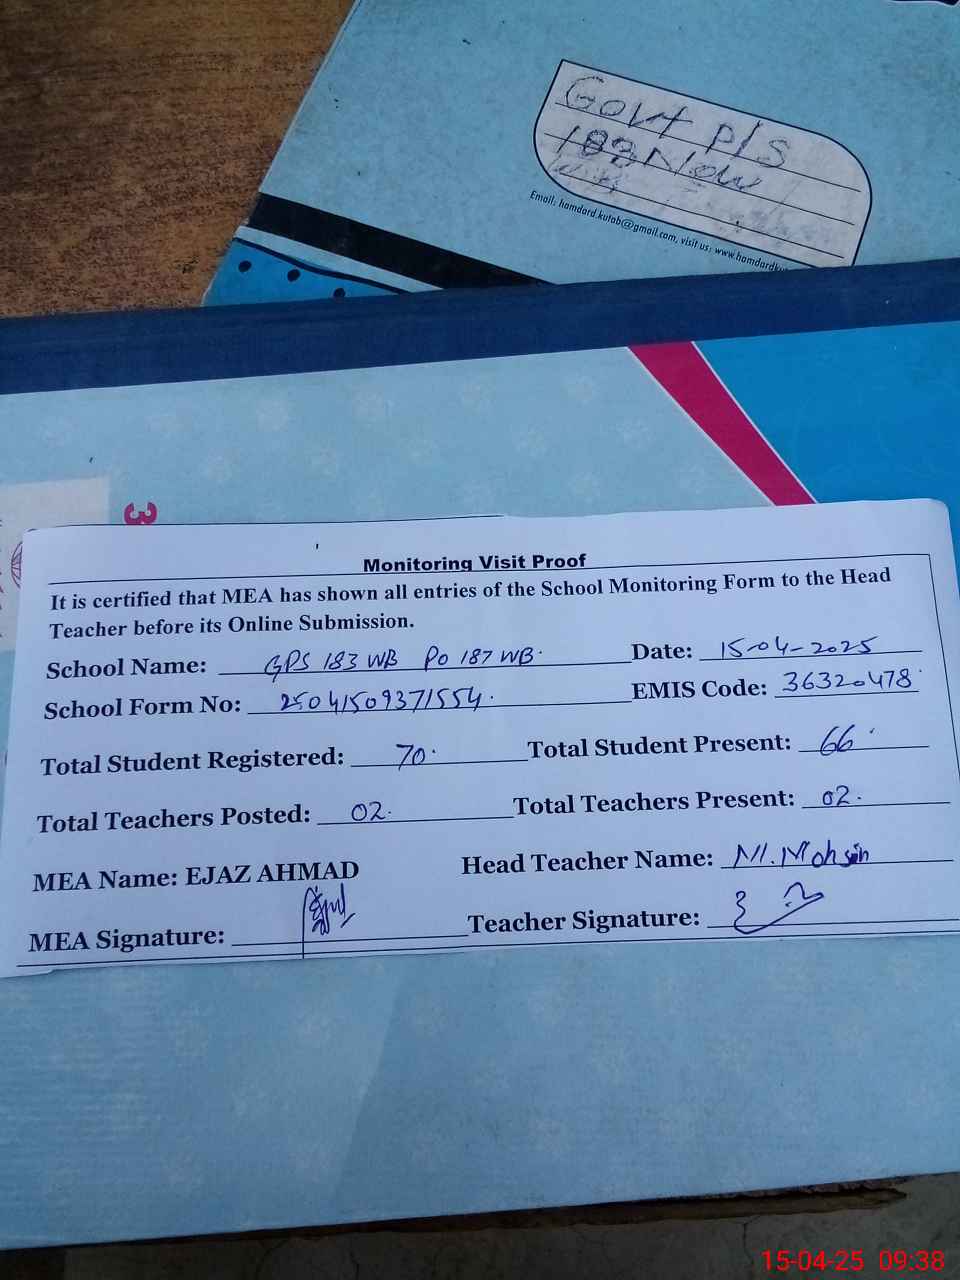 Govt P/S
183 New
Email: hamdard.kutab@gmail.com, visit us: www.hamdardku
3
Monitoring Visit Proof
It is certified that MEA has shown all entries of the School Monitoring Form to the Head
Teacher before its Online Submission.
School Name: GPS 183 WB PO 187 WB. Date: 15-04-2025
School Form No: 25041509371554. EMIS Code: 36320478
Total Student Registered: 70. Total Student Present: 66
Total Teachers Posted: 02. Total Teachers Present: 02.
MEA Name: EJAZ AHMAD Head Teacher Name: M. Mohsin
MEA Signature: Teacher Signature:
15-04-25 09:38